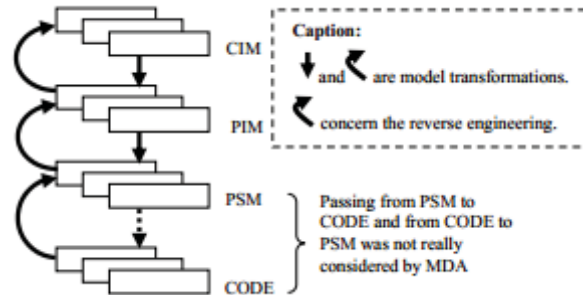 CIM
PIM
PSM
CODE
Caption:
and are model transformations.
concern the reverse engineering.
Passing from PSM to
CODE and from CODE to
PSM was not really
considered by MDA